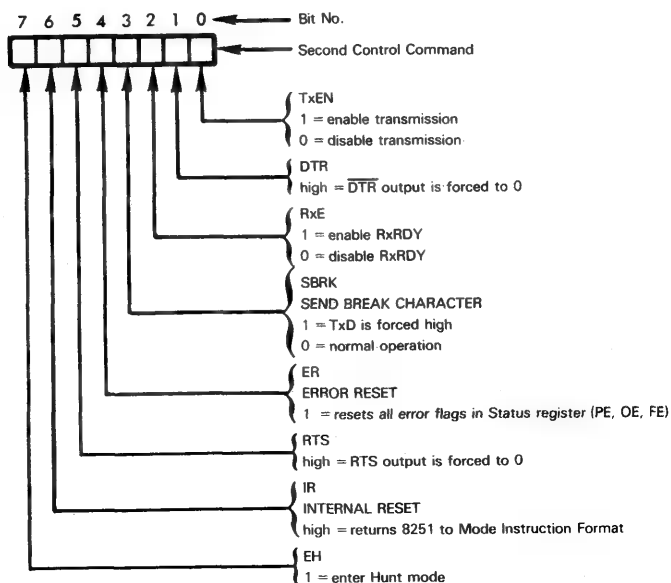 7 6 5 4 3 2 1 0 Bit No.
Second Control Command
TxEN
1 = enable transmission
0 = disable transmission
DTR
high = D̅T̅R̅ output is forced to 0
RxE
1 = enable RxRDY
0 = disable RxRDY
SBRK
SEND BREAK CHARACTER
1 = TxD is forced high
0 = normal operation
ER
ERROR RESET
1 = resets all error flags in Status register (PE, OE, FE)
RTS
high = RTS output is forced to 0
IR
INTERNAL RESET
high = returns 8251 to Mode Instruction Format
EH
1 = enter Hunt mode